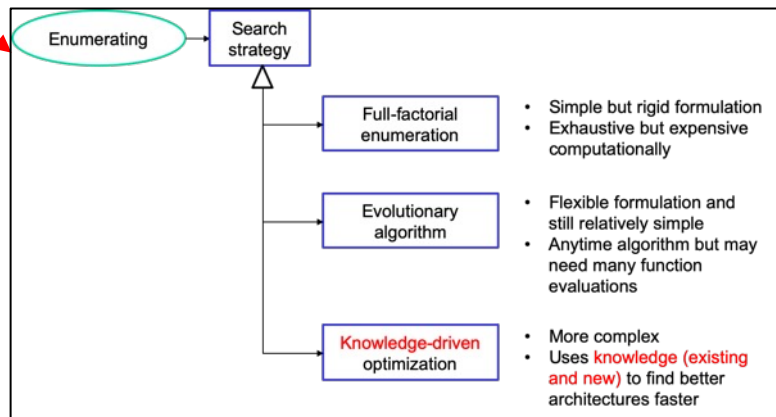 Enumerating
Search
strategy
Full-factorial
enumeration
• Simple but rigid formulation
• Exhaustive but expensive
computationally
Evolutionary
algorithm
• Flexible formulation and
still relatively simple
• Anytime algorithm but may
need many function
evaluations
Knowledge-driven
optimization
• More complex
• Uses knowledge (existing
and new) to find better
architectures faster